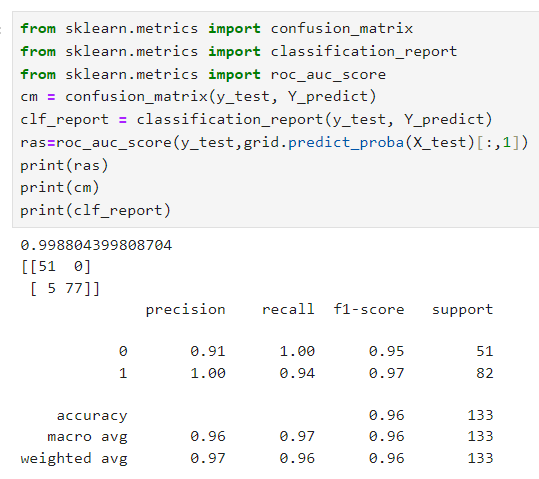 from sklearn.metrics import confusion_matrix
from sklearn.metrics import classification_report
from sklearn.metrics import roc_auc_score
cm = confusion_matrix(y_test, Y_predict)
clf_report = classification_report(y_test, Y_predict)
ras=roc_auc_score(y_test,grid.predict_proba(X_test)[:,1])
print(ras)
print(cm)
print(clf_report)
0.998804399808704
[[51  0]
 [ 5 77]]
              precision    recall  f1-score   support
           0       0.91      1.00      0.95        51
           1       1.00      0.94      0.97        82
    accuracy                           0.96       133
   macro avg       0.96      0.97      0.96       133
weighted avg       0.97      0.96      0.96       133